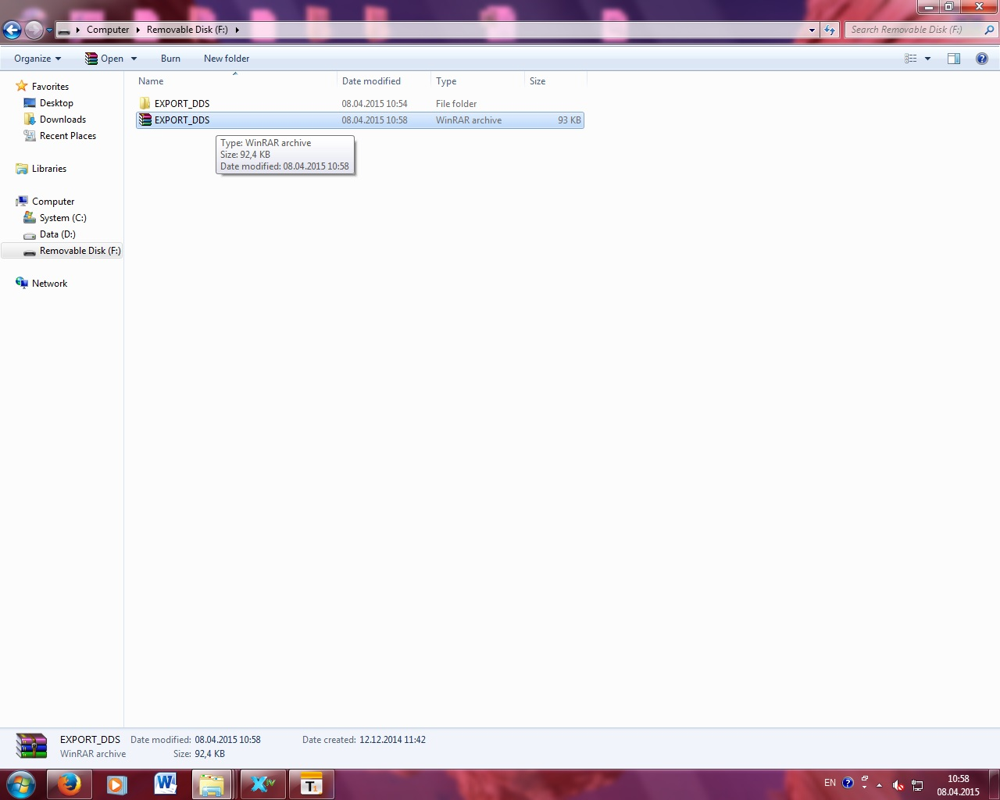 Computer Removable Disk (F:) Search Removable Disk (F:)
Organize Open Burn New folder
Name Date modified Type Size
EXPORT_DDS 08.04.2015 10:54 File folder
EXPORT_DDS 08.04.2015 10:58 WinRAR archive 93 KB
Type: WinRAR archive
Size: 92,4 KB
Date modified: 08.04.2015 10:58
Favorites
Desktop
Downloads
Recent Places
Libraries
Computer
System (C:)
Data (D:)
Removable Disk (F:)
Network
EXPORT_DDS Date modified: 08.04.2015 10:58 Date created: 12.12.2014 11:42
WinRAR archive Size: 92,4 KB
EN 10:58
08.04.2015